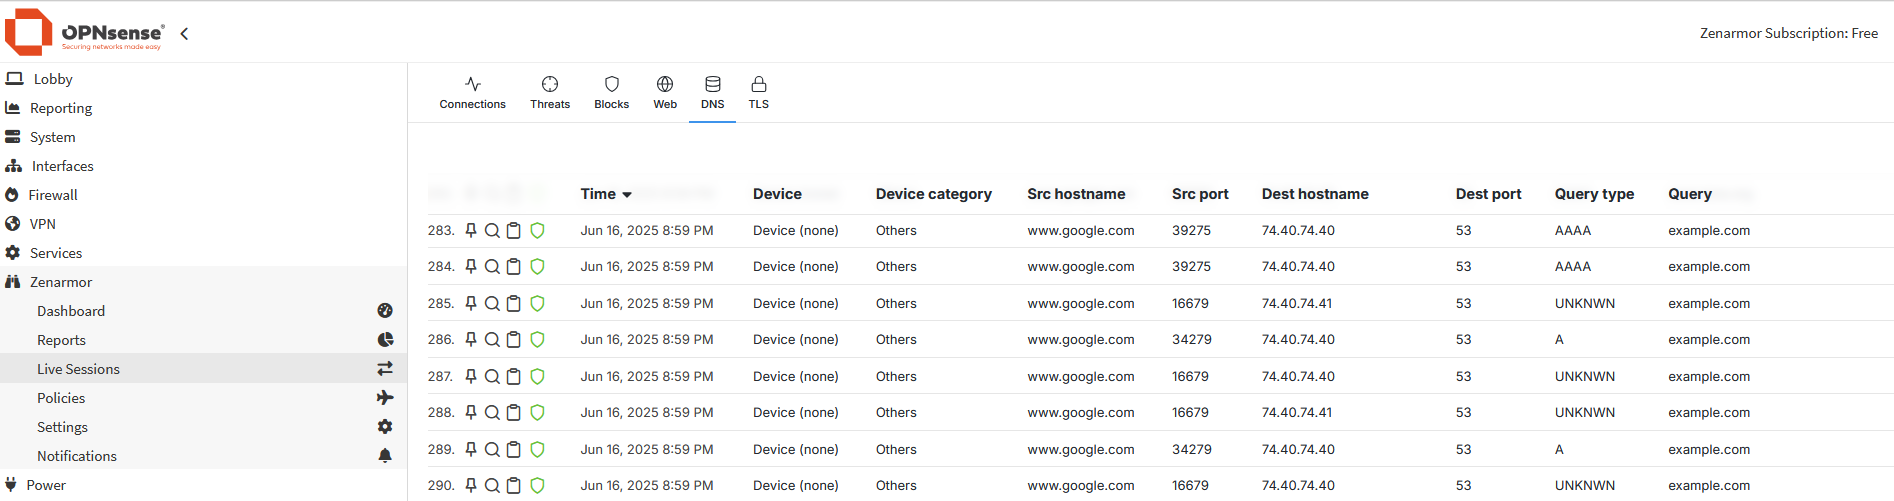 OPNsense®
Securing networks made easy
Zenarmor Subscription: Free
Lobby
Reporting
System
Interfaces
Firewall
VPN
Services
Zenarmor
Dashboard
Reports
Live Sessions
Policies
Settings
Notifications
Power
Connections Threats Blocks Web DNS TLS
Time Device Device category Src hostname Src port Dest hostname Dest port Query type Query
283. Jun 16, 2025 8:59 PM Device (none) Others www.google.com 39275 74.40.74.40 53 AAAA example.com
284. Jun 16, 2025 8:59 PM Device (none) Others www.google.com 39275 74.40.74.40 53 AAAA example.com
285. Jun 16, 2025 8:59 PM Device (none) Others www.google.com 16679 74.40.74.41 53 UNKNWN example.com
286. Jun 16, 2025 8:59 PM Device (none) Others www.google.com 34279 74.40.74.40 53 A example.com
287. Jun 16, 2025 8:59 PM Device (none) Others www.google.com 16679 74.40.74.40 53 UNKNWN example.com
288. Jun 16, 2025 8:59 PM Device (none) Others www.google.com 16679 74.40.74.41 53 UNKNWN example.com
289. Jun 16, 2025 8:59 PM Device (none) Others www.google.com 34279 74.40.74.40 53 A example.com
290. Jun 16, 2025 8:59 PM Device (none) Others www.google.com 16679 74.40.74.40 53 UNKNWN example.com